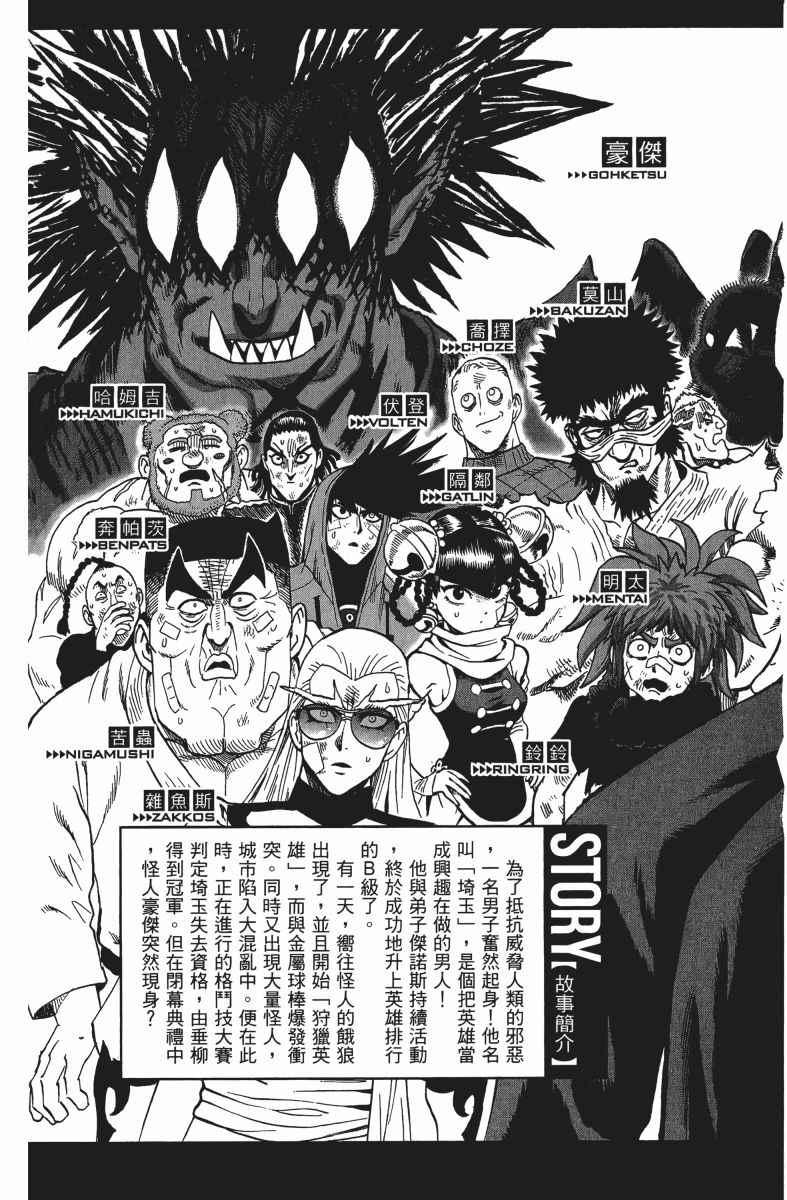 豪傑
GOHKETSU
莫山
BAKUZAN
喬擇
CHOZE
伏登
VOLTEN
哈姆吉
HAMUKICHI
隔鄰
GATLIN
奔帕茨
BENPATS
明太
MENTAI
苦蟲
NIGAMUSHI
鈴鈴
RINGRING
雜魚斯
ZAKKOS
STORY【故事簡介】
為了抵抗威脅人類的邪惡
，一名男子奮然起身！他名
叫「埼玉」，是個把英雄當
成興趣在做的男人！
他與弟子傑諾斯持續活動
，終於成功地升上英雄排行
的B級了。
有一天，嚮往怪人的餓狼
出現了，並且開始「狩獵英
雄」，而與金屬球棒爆發衝
突。同時又出現大量怪人，
城市陷入大混亂中。便在此
時，正在進行的格鬥技大賽
判定埼玉失去資格，由垂柳
得到冠軍。但在閉幕典禮中
，怪人豪傑突然現身？